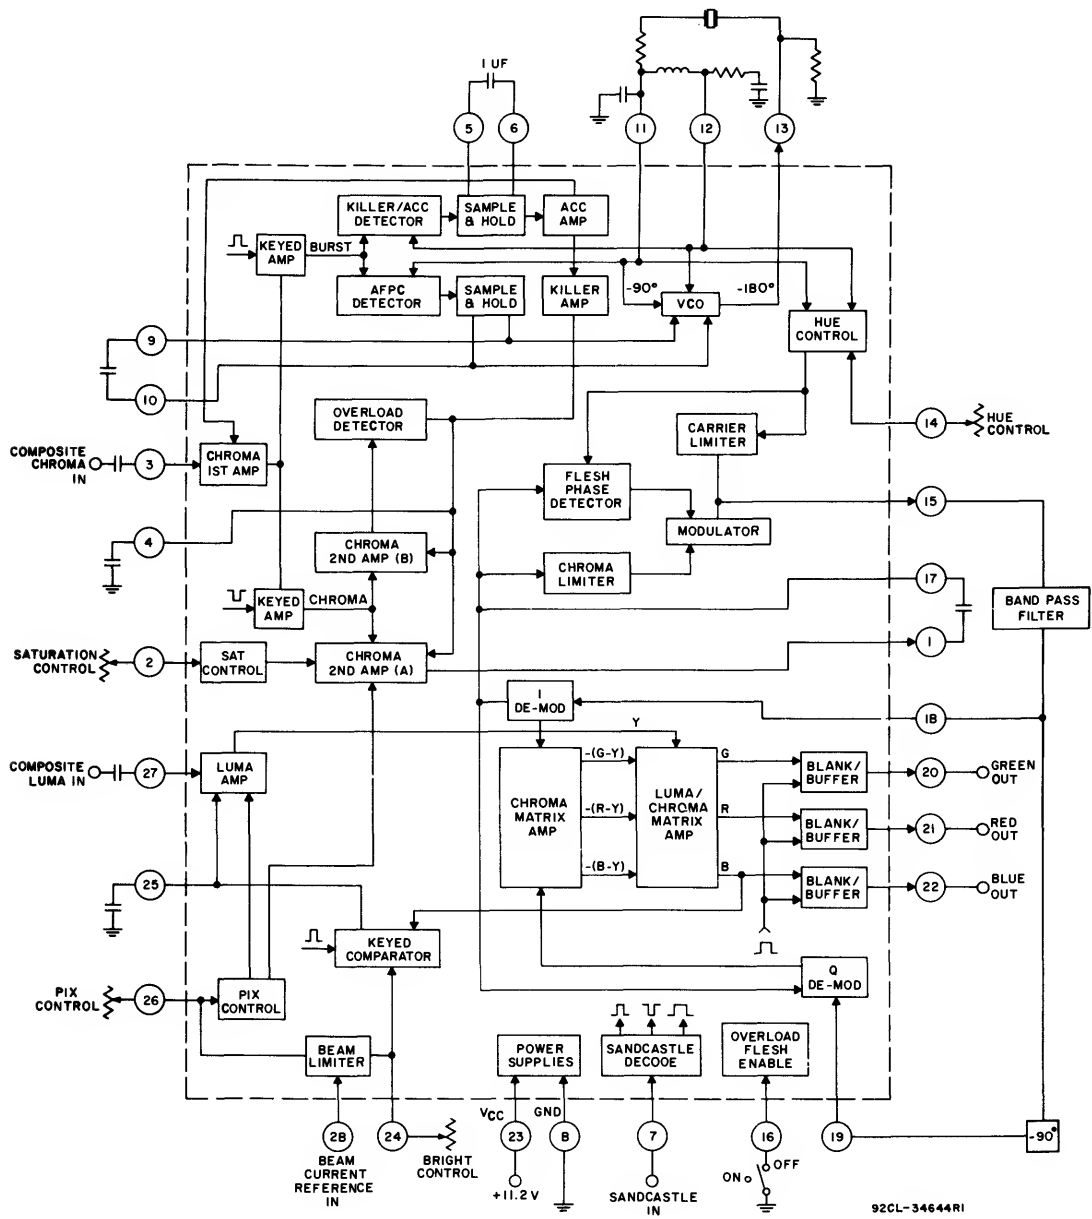 1 UF
5
6
11
12
13
KILLER/ACC
DETECTOR
SAMPLE
& HOLD
ACC
AMP
KEYED
AMP
BURST
AFPC
DETECTOR
SAMPLE
& HOLD
KILLER
AMP
-90°
VCO
-180°
HUE
CONTROL
9
10
OVERLOAD
DETECTOR
CARRIER
LIMITER
14
HUE
CONTROL
COMPOSITE
CHROMA
IN
3
CHROMA
IST AMP
FLESH
PHASE
DETECTOR
15
MODULATOR
4
CHROMA
2ND AMP (B)
CHROMA
LIMITER
17
KEYED
AMP
CHROMA
BAND PASS
FILTER
SATURATION
CONTROL
2
SAT
CONTROL
CHROMA
2ND AMP (A)
1
I
DE-MOD
18
Y
COMPOSITE
LUMA IN
27
LUMA
AMP
CHROMA
MATRIX
AMP
-(G-Y)
-(R-Y)
-(B-Y)
LUMA/
CHROMA
MATRIX
AMP
G
R
B
BLANK/
BUFFER
20
GREEN
OUT
BLANK/
BUFFER
21
RED
OUT
BLANK/
BUFFER
22
BLUE
OUT
25
KEYED
COMPARATOR
Q
DE-MOD
PIX
CONTROL
26
PIX
CONTROL
BEAM
LIMITER
POWER
SUPPLIES
SANDCASTLE
DECODE
OVERLOAD
FLESH
ENABLE
VCC
GND
28
24
23
8
7
16
19
-90°
BEAM
CURRENT
REFERENCE
IN
BRIGHT
CONTROL
+11.2V
SANDCASTLE
IN
ON
OFF
92CL-34644RI